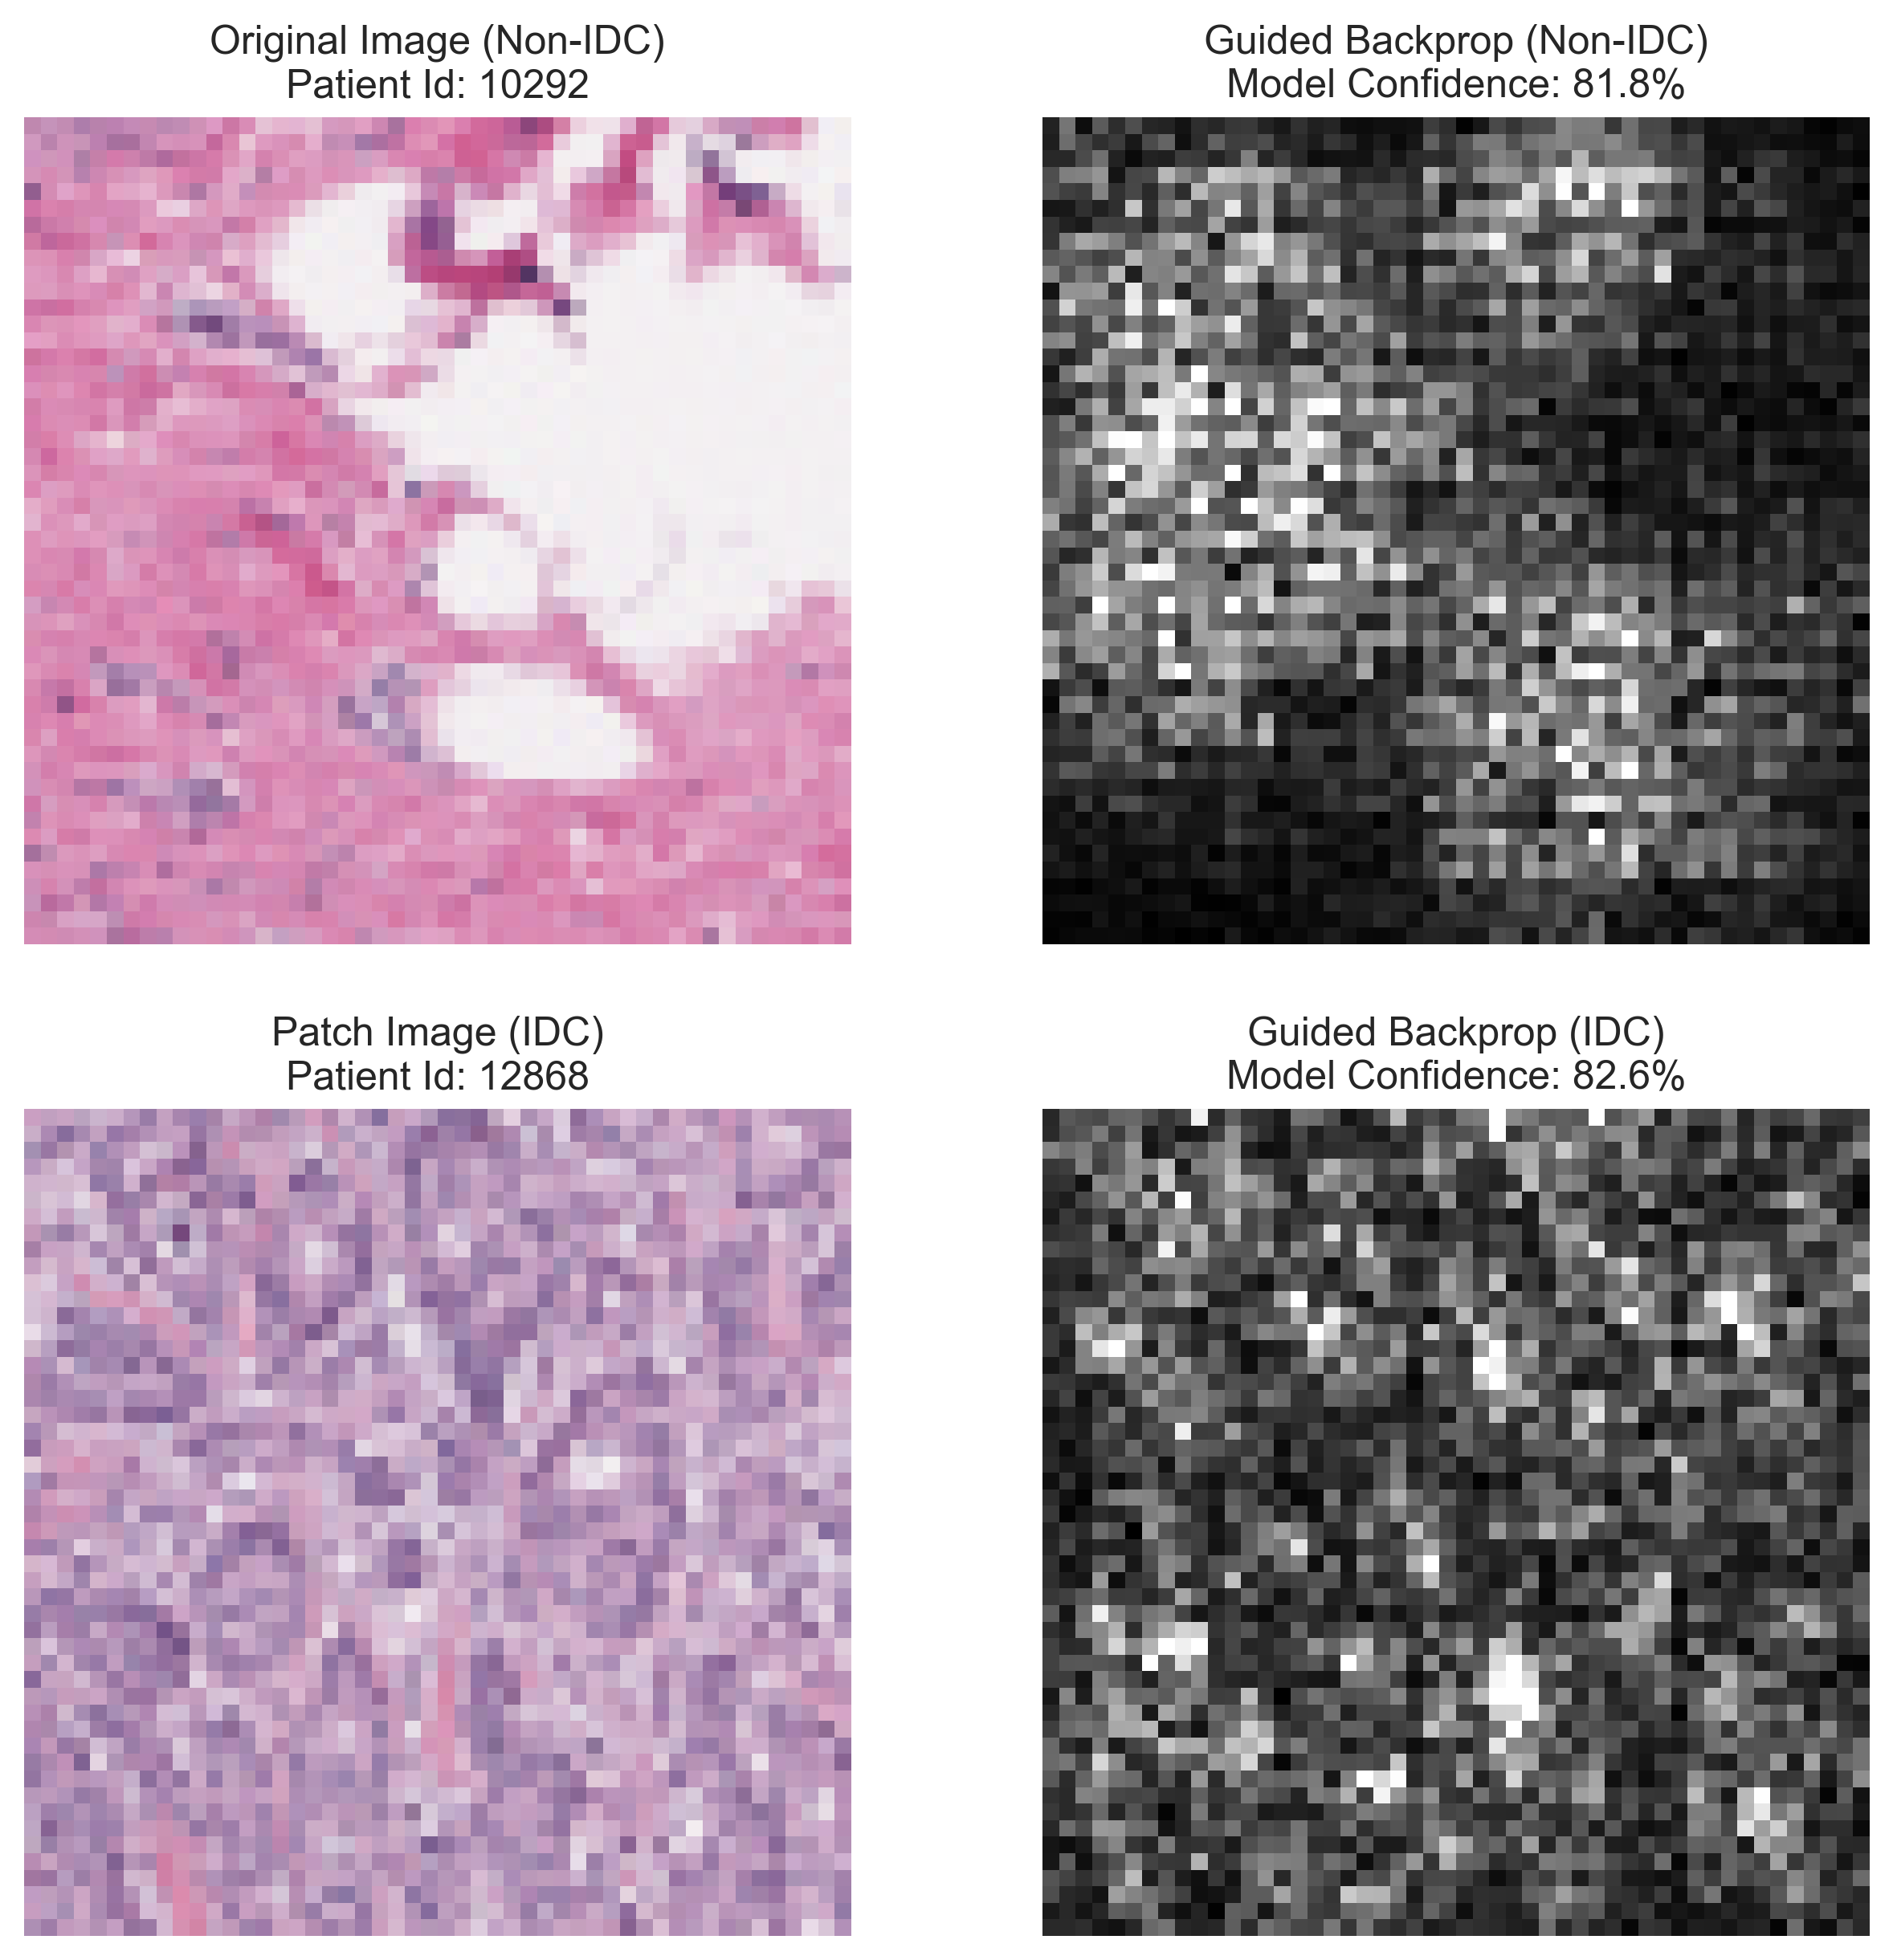 Original Image (Non-IDC)
Patient Id: 10292
Guided Backprop (Non-IDC)
Model Confidence: 81.8%
Patch Image (IDC)
Patient Id: 12868
Guided Backprop (IDC)
Model Confidence: 82.6%